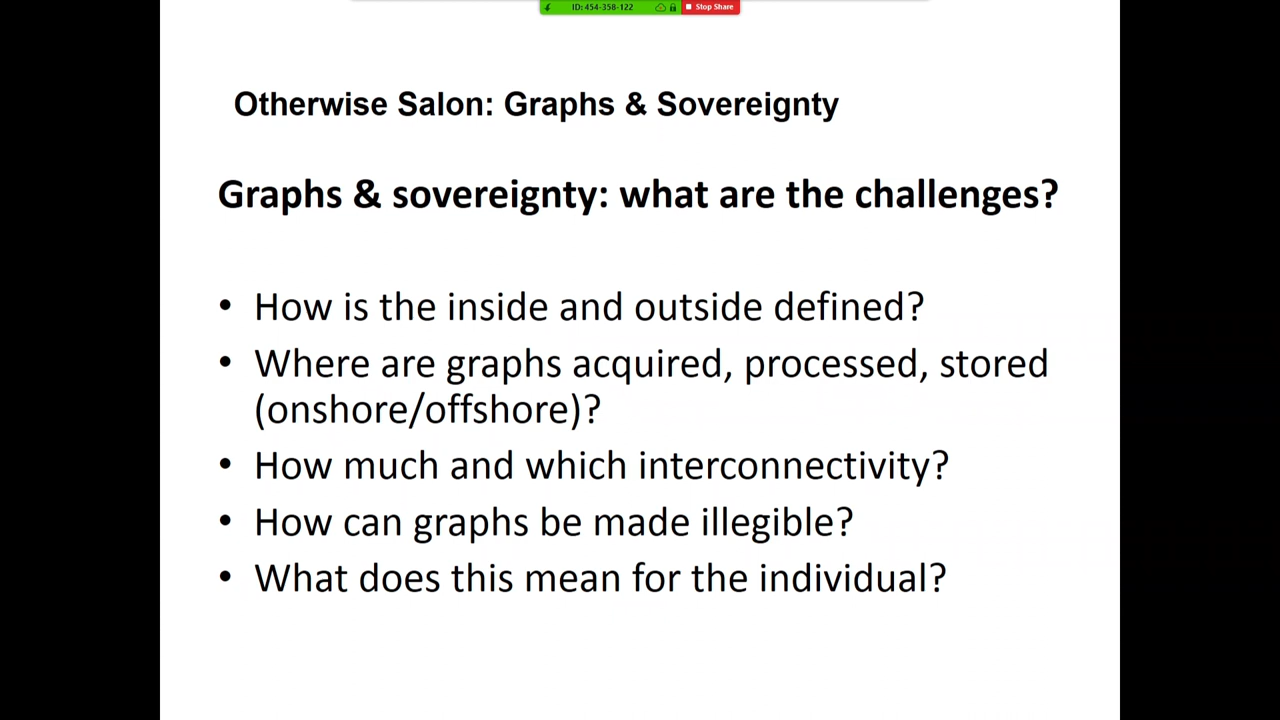 ID: 454-358-122 Stop Share
Otherwise Salon: Graphs & Sovereignty
Graphs & sovereignty: what are the challenges?
• How is the inside and outside defined?
• Where are graphs acquired, processed, stored
(onshore/offshore)?
• How much and which interconnectivity?
• How can graphs be made illegible?
• What does this mean for the individual?